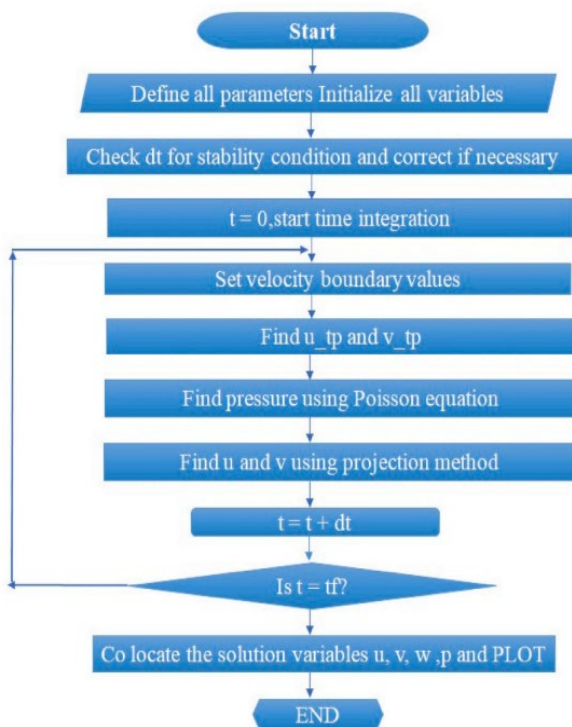 Start
Define all parameters Initialize all variables
Check dt for stability condition and correct if necessary
t = 0,start time integration
Set velocity boundary values
Find u_tp and v_tp
Find pressure using Poisson equation
Find u and v using projection method
t = t + dt
Is t = tf?
Co locate the solution variables u, v, w ,p and PLOT
END